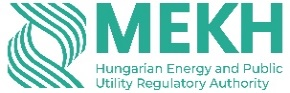 MEKH
Hungarian Energy and Public
Utility Regulatory Authority